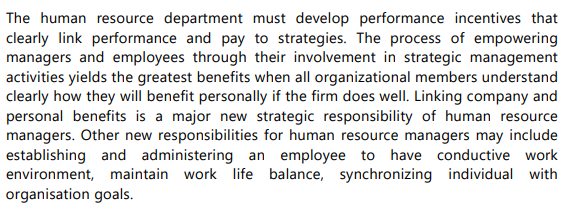 The human resource department must develop performance incentives that
clearly link performance and pay to strategies. The process of empowering
managers and employees through their involvement in strategic management
activities yields the greatest benefits when all organizational members understand
clearly how they will benefit personally if the firm does well. Linking company and
personal benefits is a major new strategic responsibility of human resource
managers. Other new responsibilities for human resource managers may include
establishing and administering an employee to have conductive work
environment, maintain work life balance, synchronizing individual with
organisation goals.